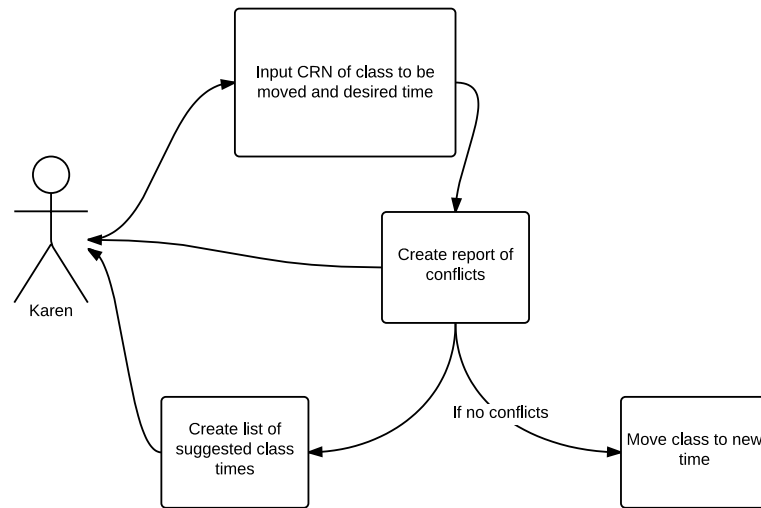 Input CRN of class to be
moved and desired time
Create report of
conflicts
Karen
If no conflicts
Create list of
suggested class
times
Move class to new
time